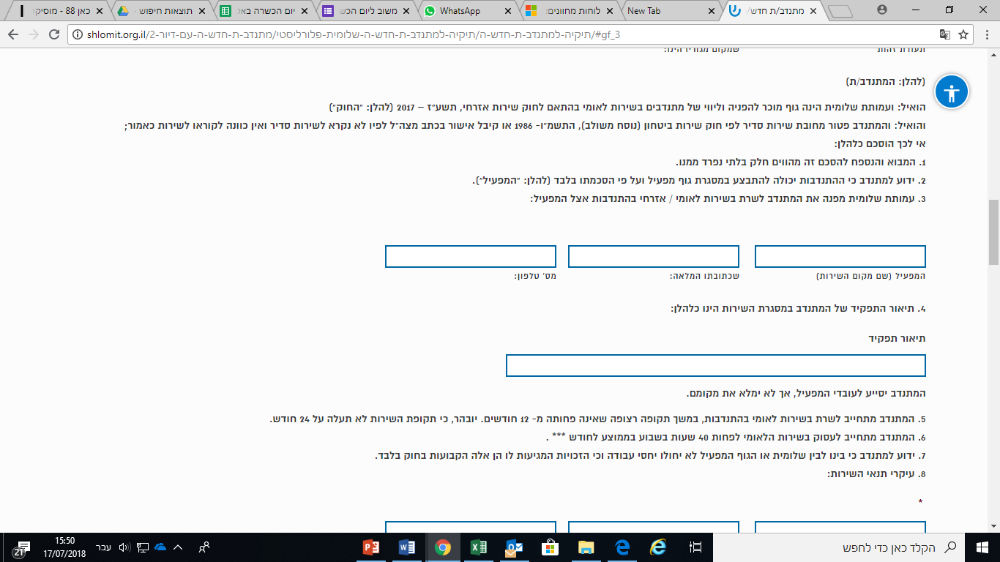 כאן 88 - מוסיקה
תוצאות חיפוש -
יום הכשרה באק
משוב ליום הכש
WhatsApp
לוחות מחוונים:
New Tab
מתנדב/ת חדש/
shlomit.org.il/תיקיה-למתנדב-ת-חדש-ה/תיקיה-למתנדב-ת-חדש-ה-שלומית-פלורליסטי/מתנדב-ת-חדש-ה-עם-דיור-2/#gf_3
תעודת זהות
שמקום מגוריו הינו:
(להלן: המתנדב/ת)
הואיל: ועמותת שלומית הינה גוף מוכר להפניה וליווי של מתנדבים בשירות לאומי בהתאם לחוק שירות אזרחי, תשע"ז – 2017 (להלן: "החוק")
והואיל: והמתנדב פטור מחובת שירות סדיר לפי חוק שירות ביטחון (נוסח משולב), התשמ"ו- 1986 או קיבל אישור בכתב מצה"ל לפיו לא נקרא לשירות סדיר ואין כוונה לקוראו לשירות כאמור;
אי לכך הוסכם כלהלן:
1. המבוא והנספח להסכם זה מהווים חלק בלתי נפרד ממנו.
2. ידוע למתנדב כי ההתנדבות יכולה להתבצע במסגרת גוף מפעיל ועל פי הסכמתו בלבד (להלן: "המפעיל").
3. עמותת שלומית מפנה את המתנדב לשרת בשירות לאומי / אזרחי בהתנדבות אצל המפעיל:
המפעיל (שם מקום השירות)
שכתובתו המלאה:
מס' טלפון:
4. תיאור התפקיד של המתנדב במסגרת השירות הינו כלהלן:
תיאור תפקיד
המתנדב יסייע לעובדי המפעיל, אך לא ימלא את מקומם.
5. המתנדב מתחייב לשרת בשירות לאומי בהתנדבות, במשך תקופה רצופה שאינה פחותה מ- 12 חודשים. יובהר, כי תקופת השירות לא תעלה על 24 חודש.
6. המתנדב מתחייב לעסוק בשירות הלאומי לפחות 40 שעות בשבוע בממוצע לחודש *** .
7. ידוע למתנדב כי בינו לבין שלומית או הגוף המפעיל לא יחולו יחסי עבודה וכי הזכויות המגיעות לו הן אלה הקבועות בחוק בלבד.
8. עיקרי תנאי השירות:
*
21
15:50
17/07/2018
עבר
הקלד כאן כדי לחפש